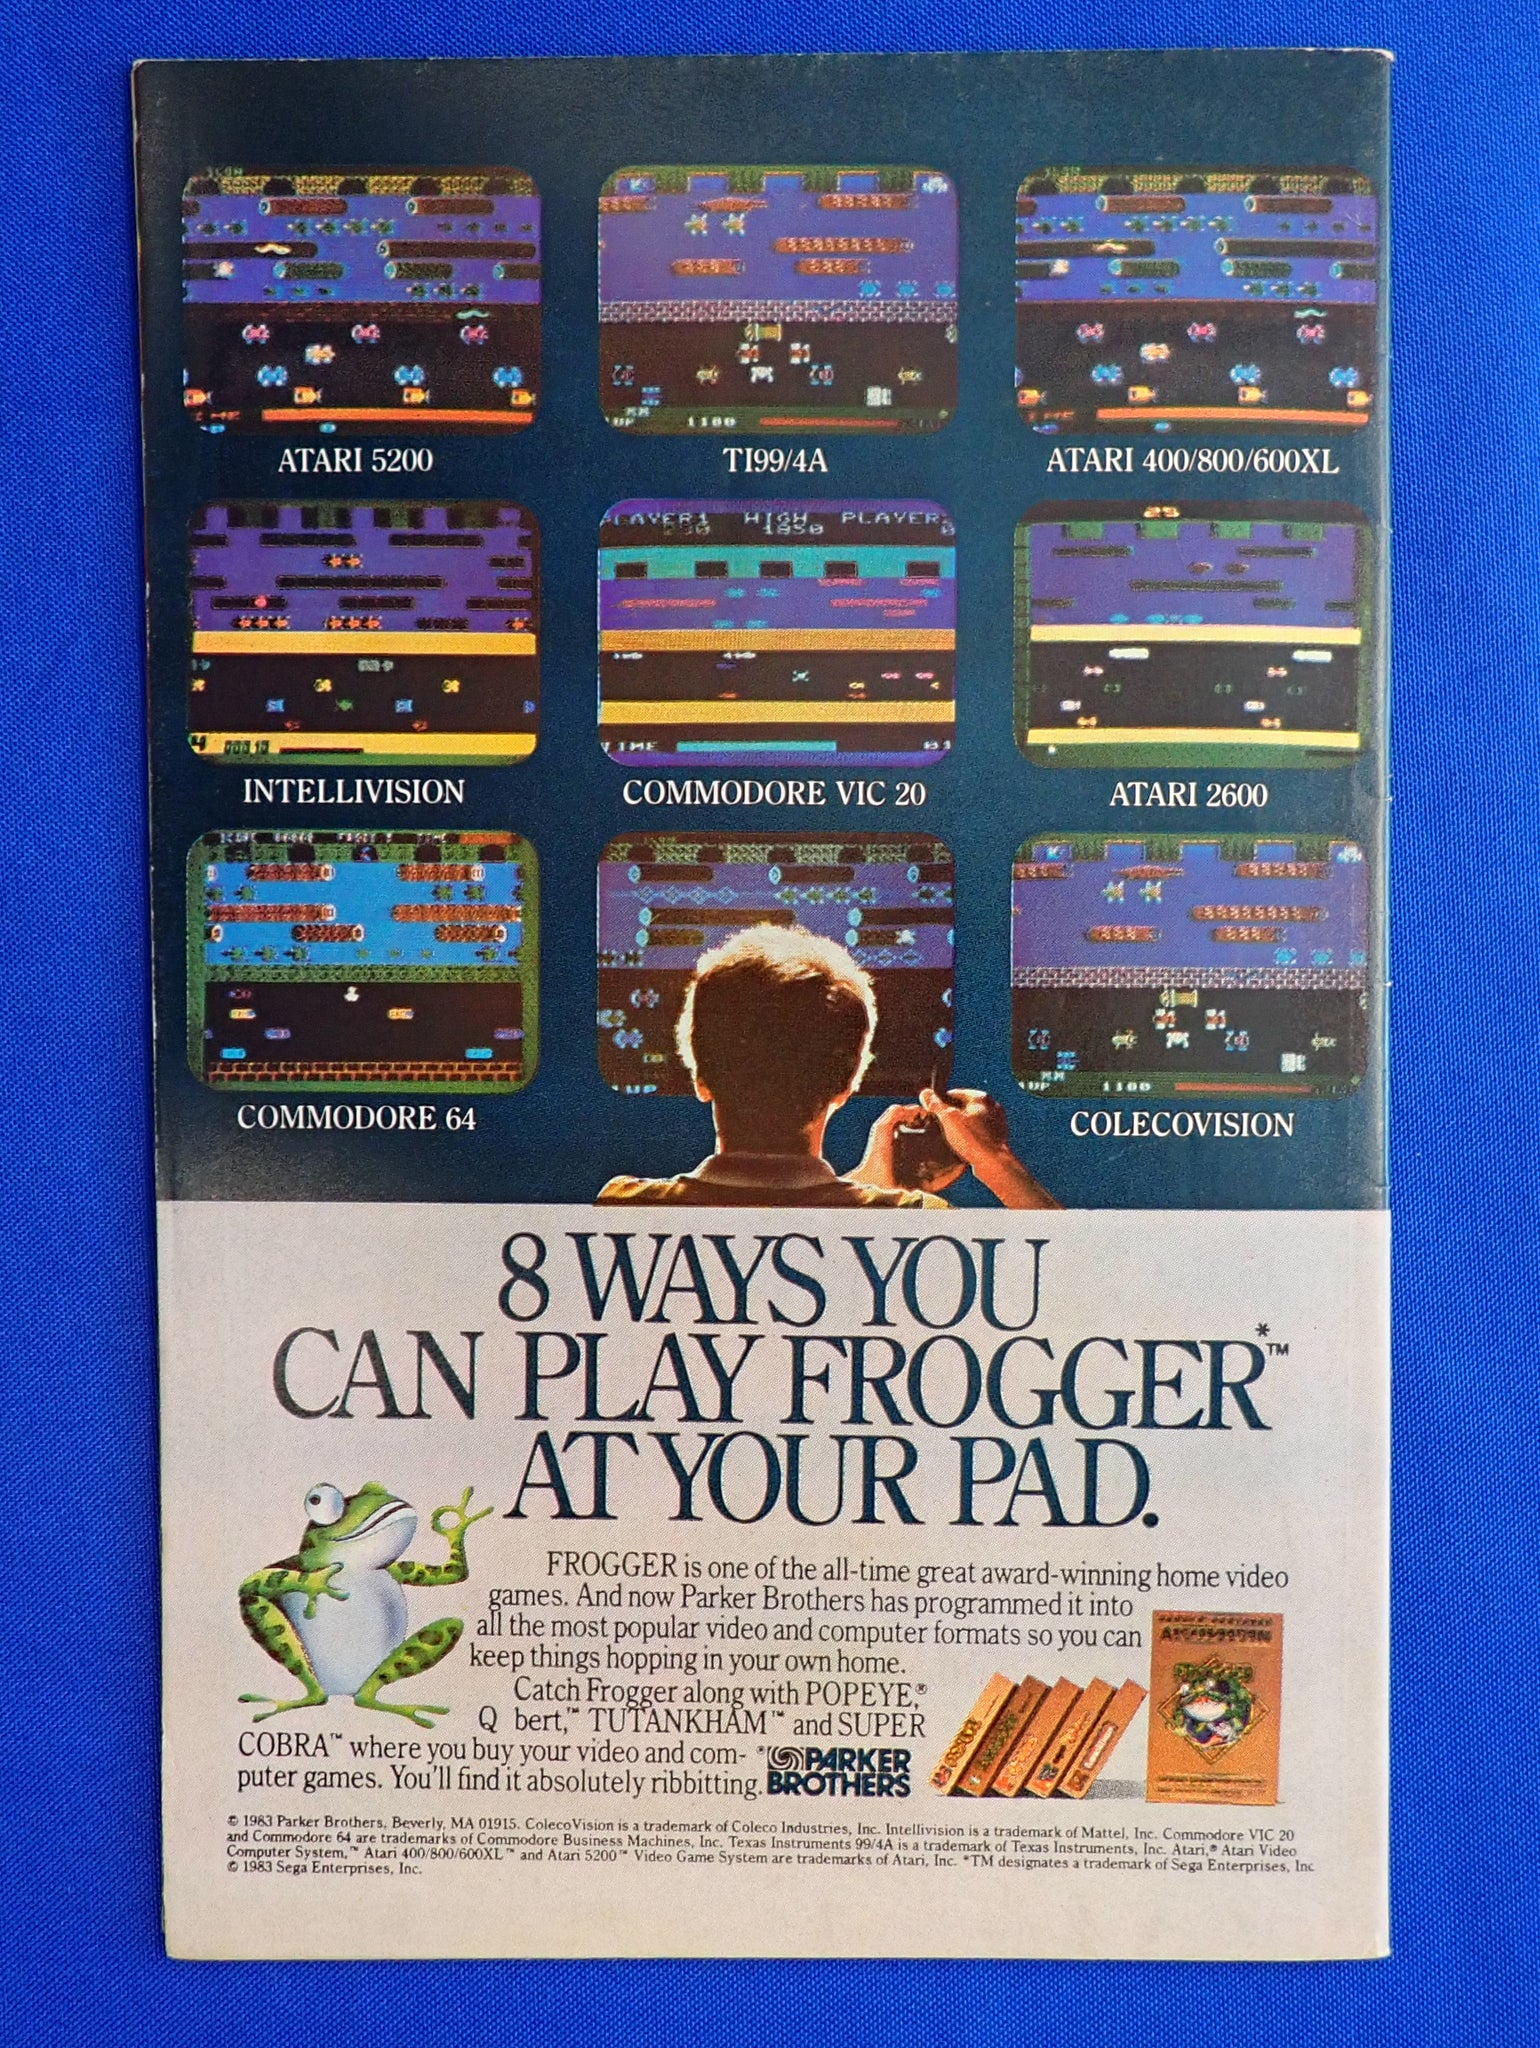 ATARI 5200
TI99/4A
ATARI 400/800/600XL
PLAYER1 HIGH PLAYER
1850
INTELLIVISION
COMMODORE VIC 20
ATARI 2600
TIME
COMMODORE 64
1UP
1100
COLECOVISION
8 WAYS YOU
CAN PLAY FROGGER*™
AT YOUR PAD.
FROGGER is one of the all-time great award-winning home video
games. And now Parker Brothers has programmed it into
all the most popular video and computer formats so you can
keep things hopping in your own home.
Catch Frogger along with POPEYE,®
Q bert,™ TUTANKHAM™ and SUPER
COBRA™ where you buy your video and com-
puter games. You'll find it absolutely ribbitting.
PARKER
BROTHERS
FROGGER
© 1983 Parker Brothers, Beverly, MA 01915. ColecoVision is a trademark of Coleco Industries, Inc. Intellivision is a trademark of Mattel, Inc. Commodore VIC 20
and Commodore 64 are trademarks of Commodore Business Machines, Inc. Texas Instruments 99/4A is a trademark of Texas Instruments, Inc. Atari,® Atari Video
Computer System,™ Atari 400/800/600XL™ and Atari 5200™ Video Game System are trademarks of Atari, Inc. *TM designates a trademark of Sega Enterprises, Inc
© 1983 Sega Enterprises, Inc.